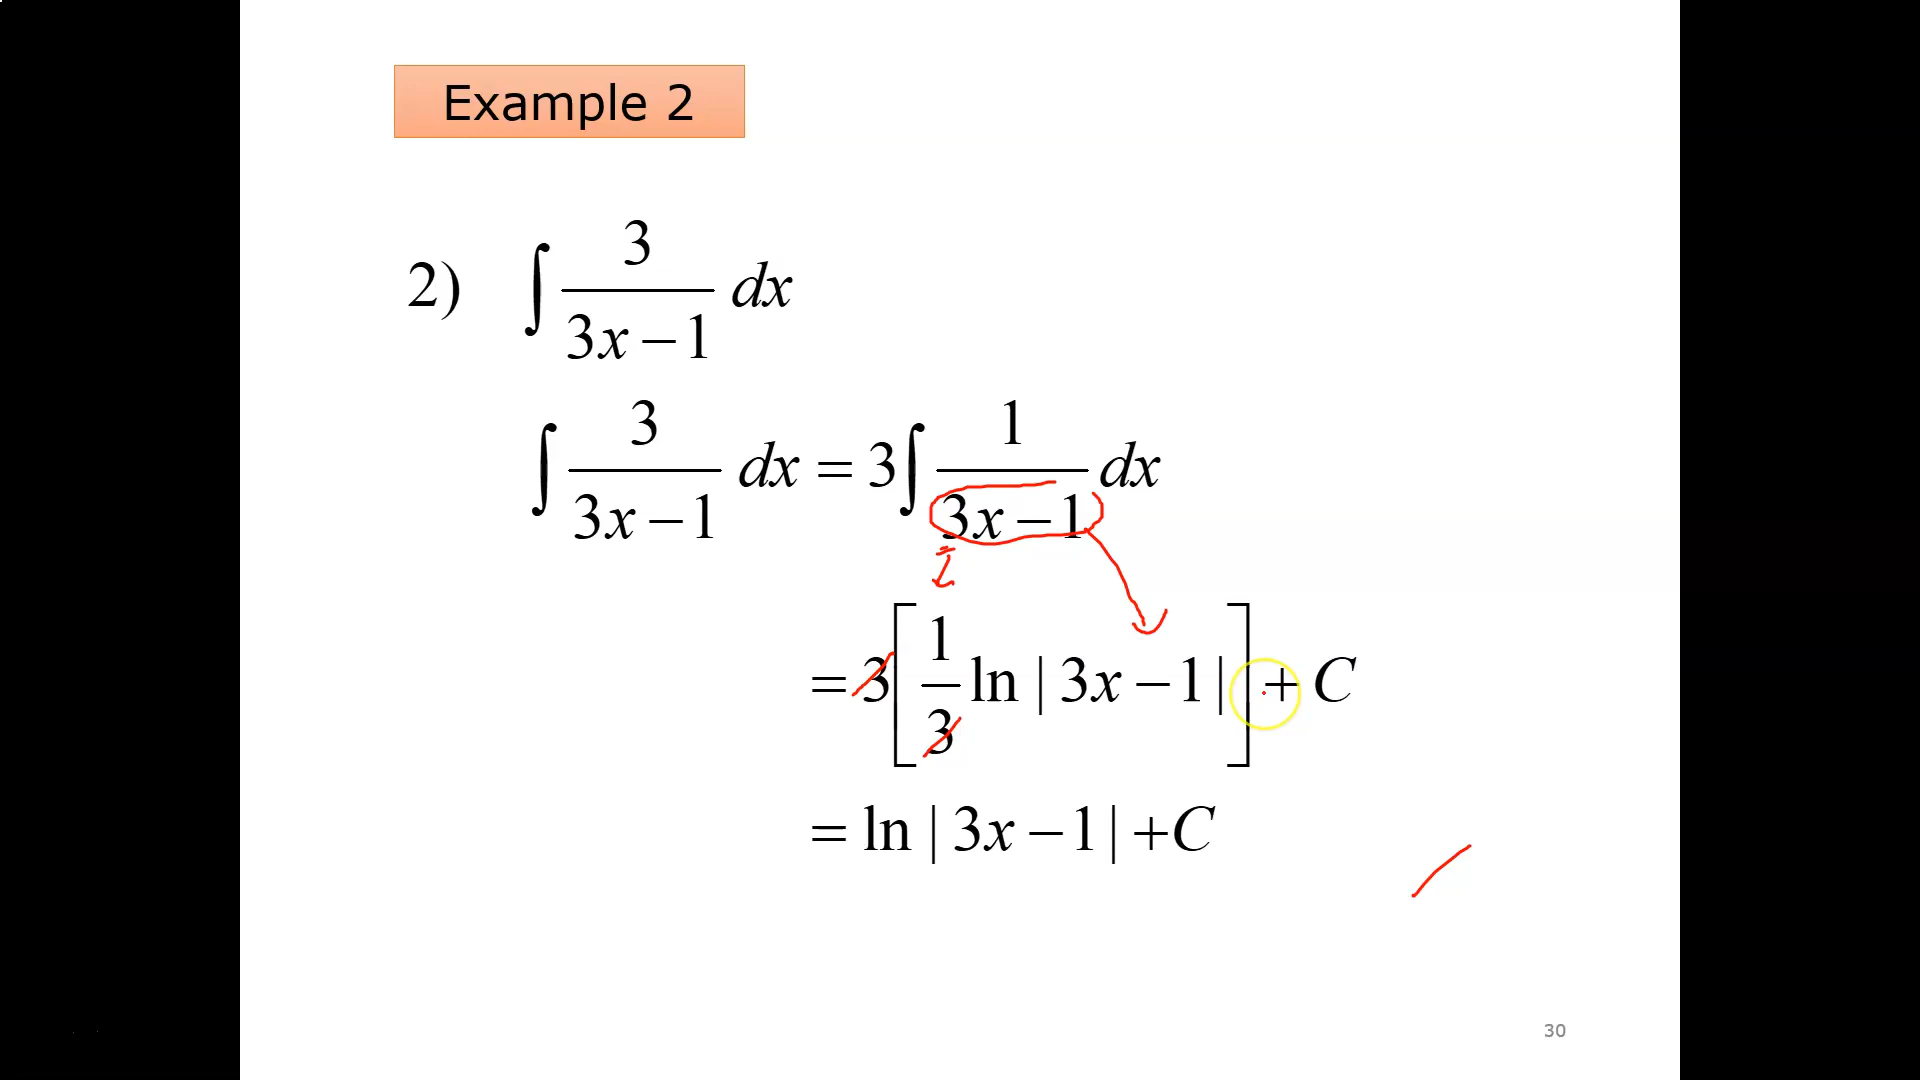 Example 2
2) ∫ 3/(3x − 1) dx
∫ 3/(3x − 1) dx = 3∫ 1/(3x − 1) dx
= 3[1/3 ln | 3x − 1 |] + C
= ln | 3x − 1 | +C
30